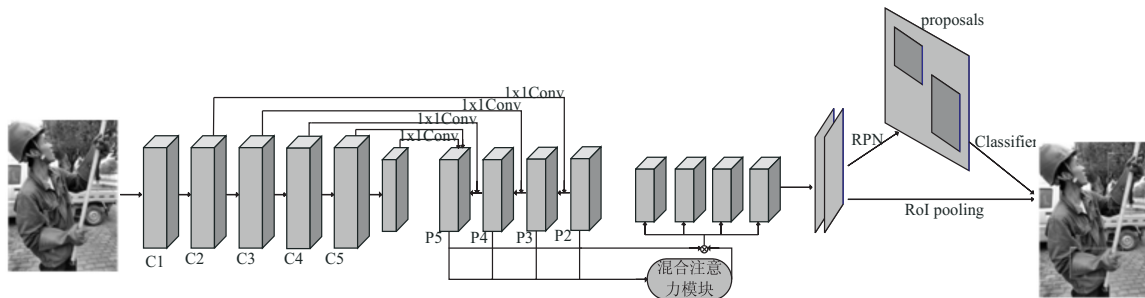 proposals
1x1Conv
1x1Conv
1x1Conv
1x1Conv
RPN
Classifier
RoI pooling
C1
C2
C3
C4
C5
P5
P4
P3
P2
混合注意
力模块